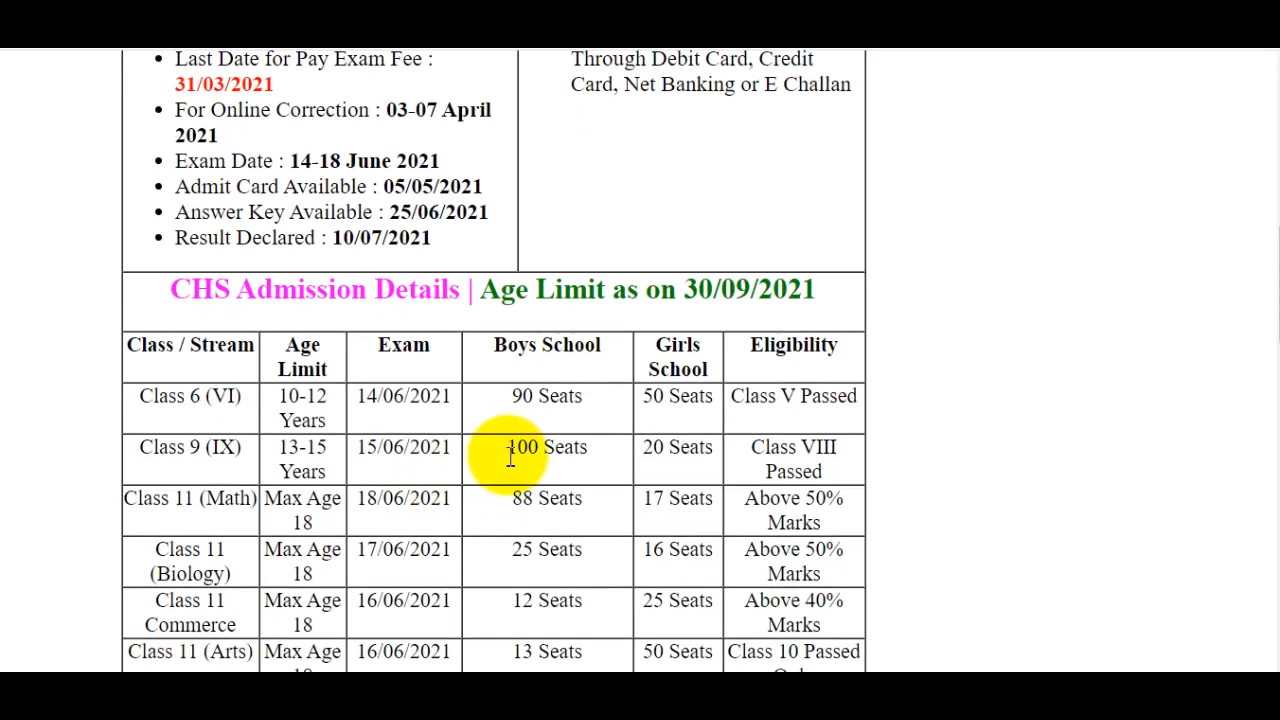 Last Date for Pay Exam Fee :
31/03/2021
For Online Correction : 03-07 April
2021
Exam Date : 14-18 June 2021
Admit Card Available : 05/05/2021
Answer Key Available : 25/06/2021
Result Declared : 10/07/2021
Through Debit Card, Credit
Card, Net Banking or E Challan
CHS Admission Details | Age Limit as on 30/09/2021
Class / Stream Age Limit Exam Boys School Girls School Eligibility
Class 6 (VI) 10-12 Years 14/06/2021 90 Seats 50 Seats Class V Passed
Class 9 (IX) 13-15 Years 15/06/2021 100 Seats 20 Seats Class VIII Passed
Class 11 (Math) Max Age 18 18/06/2021 88 Seats 17 Seats Above 50% Marks
Class 11 (Biology) Max Age 18 17/06/2021 25 Seats 16 Seats Above 50% Marks
Class 11 Commerce Max Age 18 16/06/2021 12 Seats 25 Seats Above 40% Marks
Class 11 (Arts) Max Age 16/06/2021 13 Seats 50 Seats Class 10 Passed